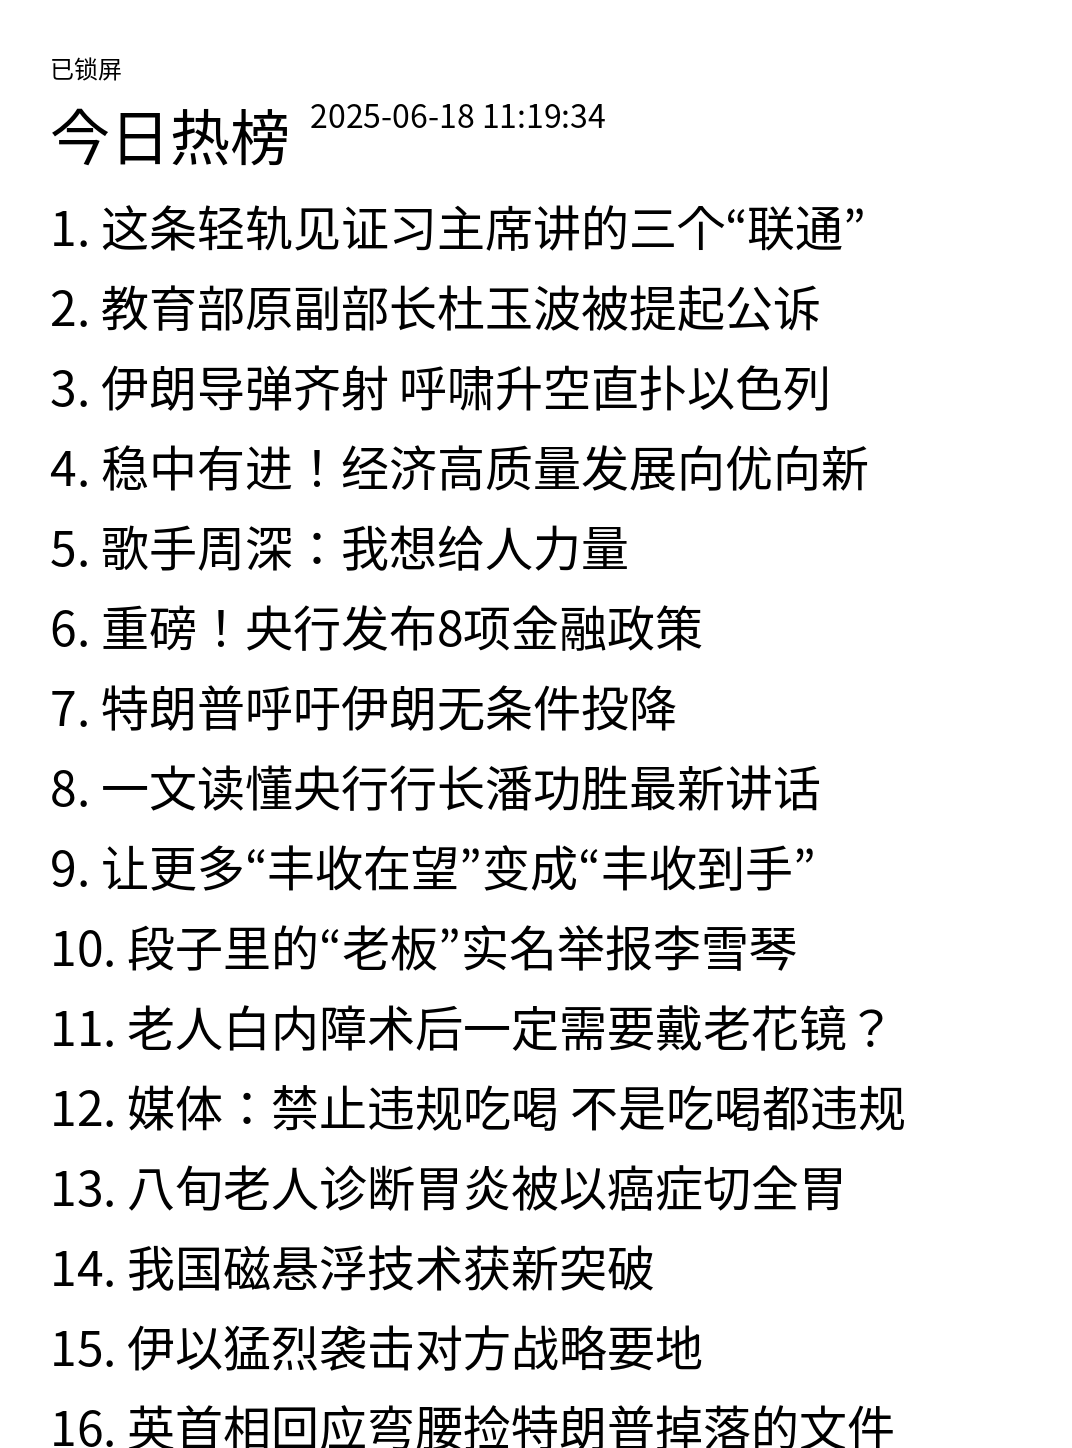 已锁屏
今日热榜 2025-06-18 11:19:34
1. 这条轻轨见证习主席讲的三个“联通”
2. 教育部原副部长杜玉波被提起公诉
3. 伊朗导弹齐射 呼啸升空直扑以色列
4. 稳中有进！经济高质量发展向优向新
5. 歌手周深：我想给人力量
6. 重磅！央行发布8项金融政策
7. 特朗普呼吁伊朗无条件投降
8. 一文读懂央行行长潘功胜最新讲话
9. 让更多“丰收在望”变成“丰收到手”
10. 段子里的“老板”实名举报李雪琴
11. 老人白内障术后一定需要戴老花镜？
12. 媒体：禁止违规吃喝 不是吃喝都违规
13. 八旬老人诊断胃炎被以癌症切全胃
14. 我国磁悬浮技术获新突破
15. 伊以猛烈袭击对方战略要地
16. 英首相回应弯腰捡特朗普掉落的文件